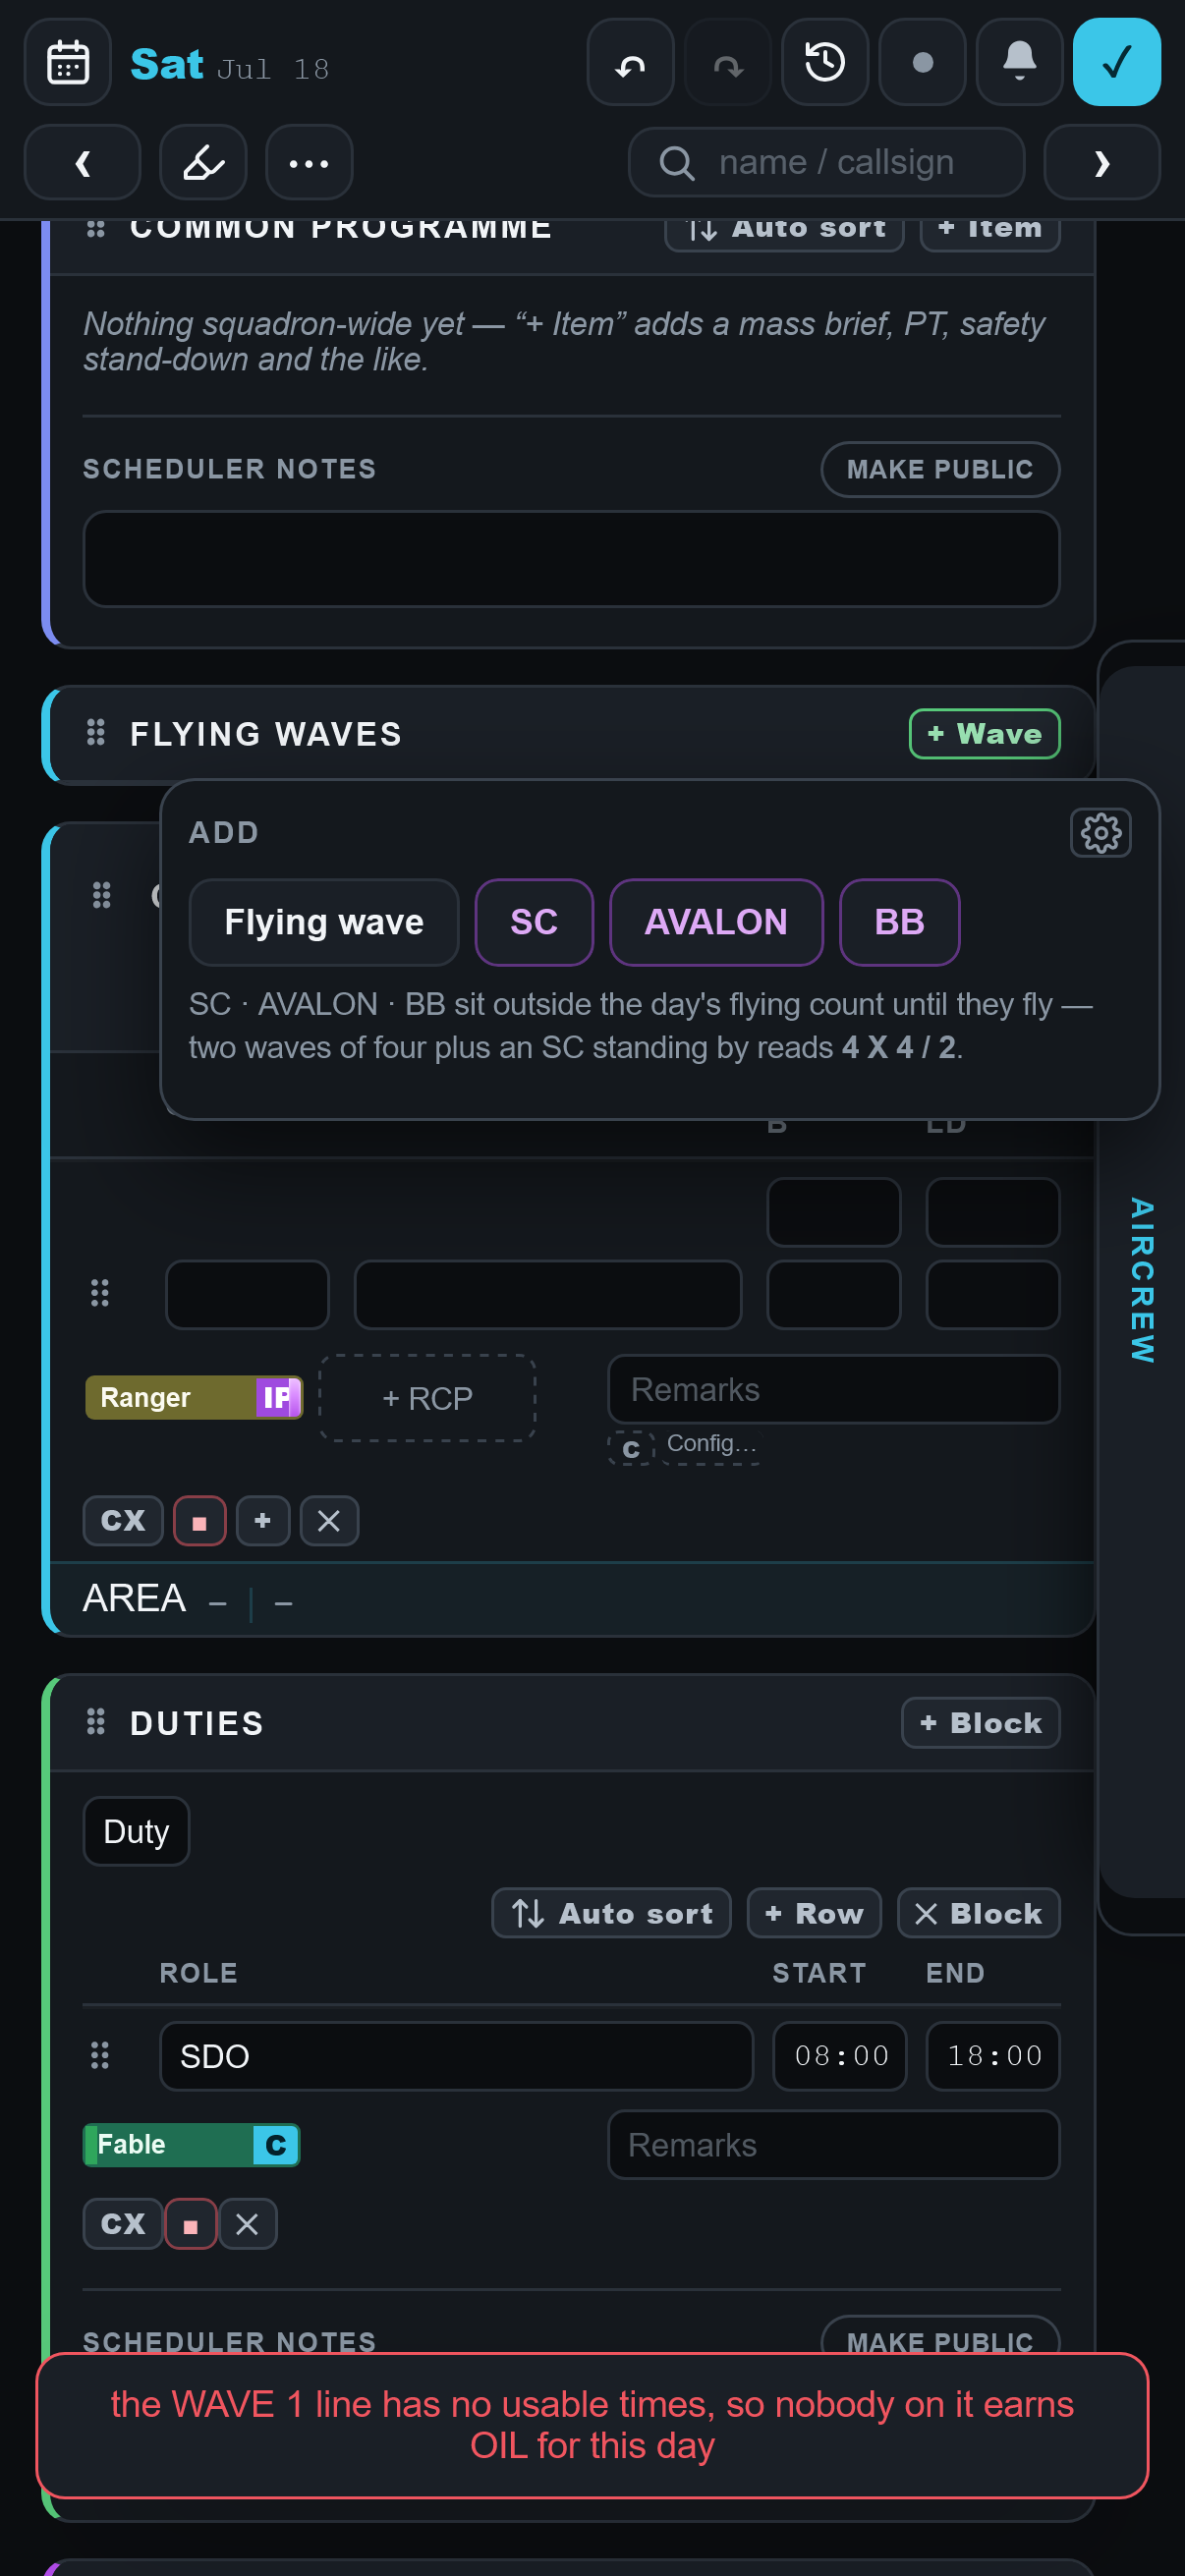 Sat Jul 18
name / callsign
COMMON PROGRAMME
Auto sort
+ Item
Nothing squadron-wide yet — “+ Item” adds a mass brief, PT, safety
stand-down and the like.
SCHEDULER NOTES
MAKE PUBLIC
FLYING WAVES
+ Wave
ADD
Flying wave
SC
AVALON
BB
SC · AVALON · BB sit outside the day's flying count until they fly —
two waves of four plus an SC standing by reads 4 X 4 / 2.
AIRCREW
Ranger
IP
+ RCP
Remarks
C
Config…
CX
+
AREA – | –
DUTIES
+ Block
Duty
Auto sort
+ Row
× Block
ROLE
START
END
SDO
08:00
18:00
Fable
C
Remarks
CX
SCHEDULER NOTES
MAKE PUBLIC
the WAVE 1 line has no usable times, so nobody on it earns
OIL for this day